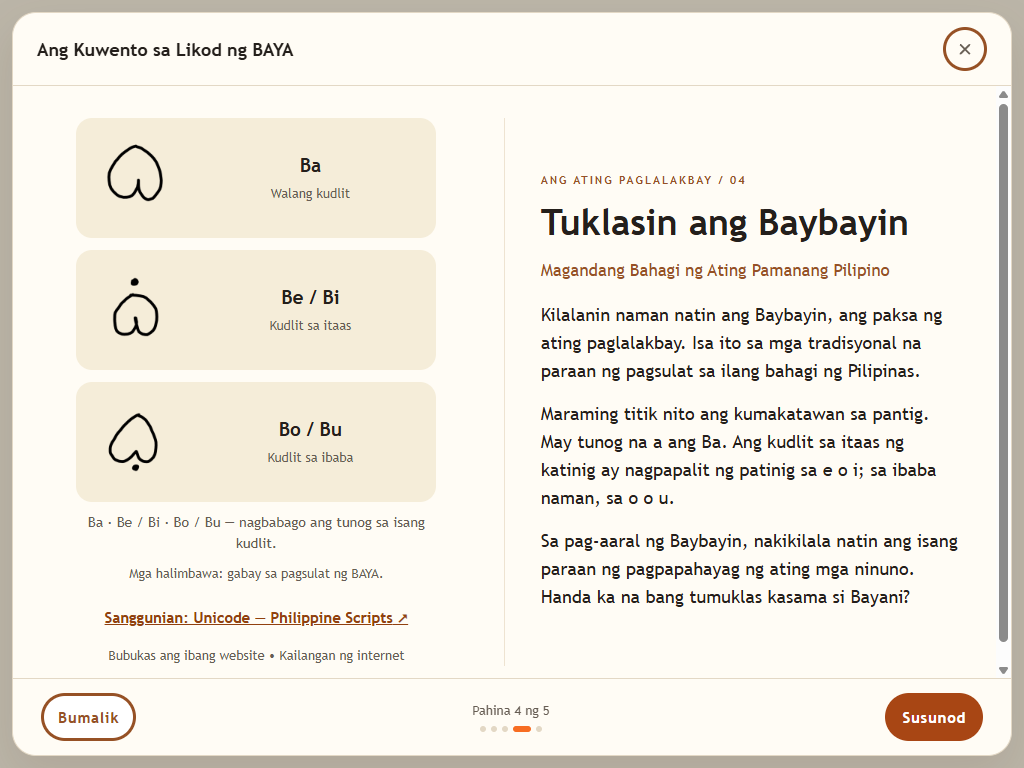 Ang Kuwento sa Likod ng BAYA
Ba
Walang kudlit
Be / Bi
Kudlit sa itaas
Bo / Bu
Kudlit sa ibaba
Ba · Be / Bi · Bo / Bu — nagbabago ang tunog sa isang
kudlit.
Mga halimbawa: gabay sa pagsulat ng BAYA.
Sanggunian: Unicode — Philippine Scripts ↗
Bubukas ang ibang website • Kailangan ng internet
ANG ATING PAGLALAKBAY / 04
Tuklasin ang Baybayin
Magandang Bahagi ng Ating Pamanang Pilipino
Kilalanin naman natin ang Baybayin, ang paksa ng
ating paglalakbay. Isa ito sa mga tradisyonal na
paraan ng pagsulat sa ilang bahagi ng Pilipinas.
Maraming titik nito ang kumakatawan sa pantig.
May tunog na a ang Ba. Ang kudlit sa itaas ng
katinig ay nagpapalit ng patinig sa e o i; sa ibaba
naman, sa o o u.
Sa pag-aaral ng Baybayin, nakikilala natin ang isang
paraan ng pagpapahayag ng ating mga ninuno.
Handa ka na bang tumuklas kasama si Bayani?
Bumalik
Pahina 4 ng 5
Susunod